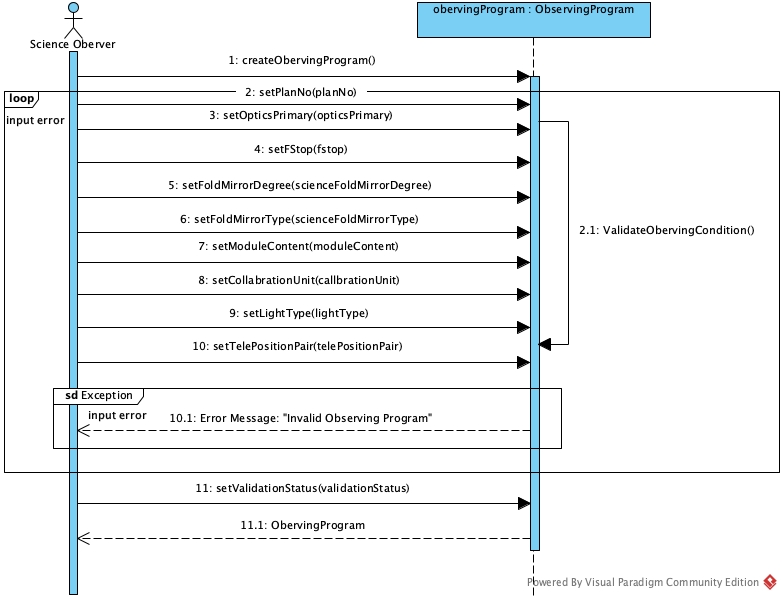 obervingProgram : ObservingProgram
Science Oberver
1: createObervingProgram()
loop
2: setPlanNo(planNo)
input error
3: setOpticsPrimary(opticsPrimary)
4: setFStop(fstop)
5: setFoldMirrorDegree(scienceFoldMirrorDegree)
6: setFoldMirrorType(scienceFoldMirrorType)
2.1: ValidateObervingCondition()
7: setModuleContent(moduleContent)
8: setCollabrationUnit(callbrationUnit)
9: setLightType(lightType)
10: setTelePositionPair(telePositionPair)
sd Exception
input error
10.1: Error Message: "Invalid Observing Program"
11: setValidationStatus(validationStatus)
11.1: ObervingProgram
Powered By Visual Paradigm Community Edition